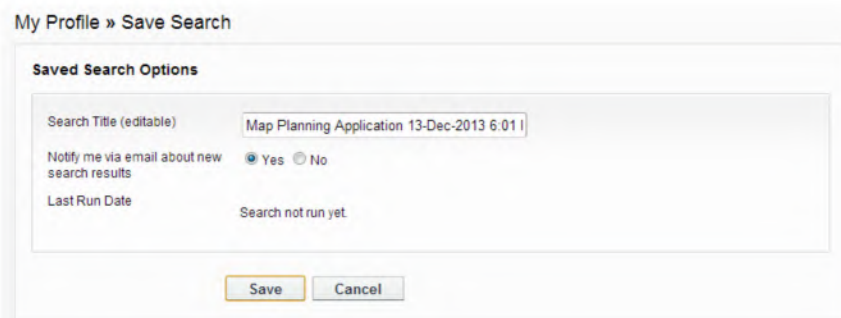 My Profile » Save Search
Saved Search Options
Search Title (editable) Map Planning Application 13-Dec-2013 6:01
Notify me via email about new Yes No
search results
Last Run Date
Search not run yet.
Save Cancel